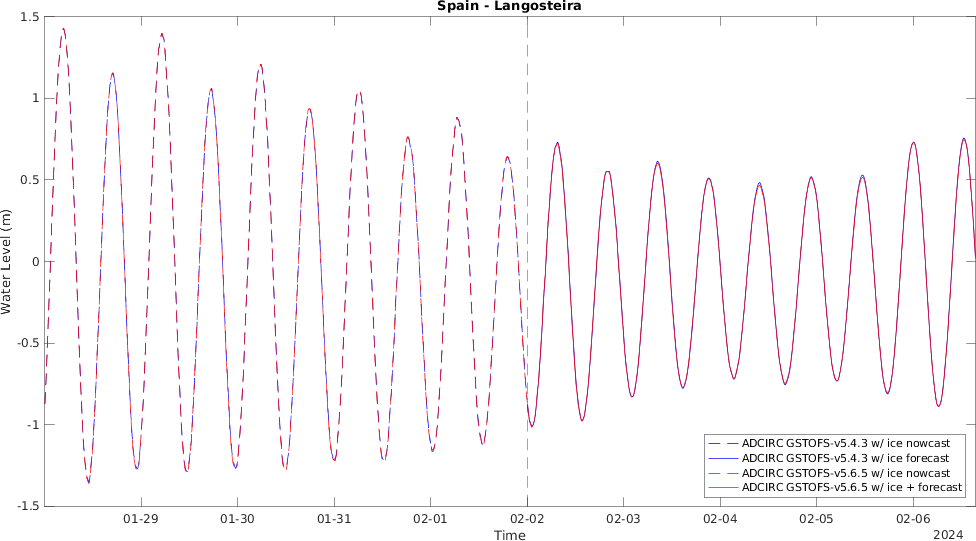 Spain - Langosteira
1.5
1
0.5
0
-0.5
-1
-1.5
Water Level (m)
ADCIRC GSTOFS-v5.4.3 w/ ice nowcast
ADCIRC GSTOFS-v5.4.3 w/ ice forecast
ADCIRC GSTOFS-v5.6.5 w/ ice nowcast
ADCIRC GSTOFS-v5.6.5 w/ ice + forecast
01-29 01-30 01-31 02-01 02-02 02-03 02-04 02-05 02-06
Time
2024